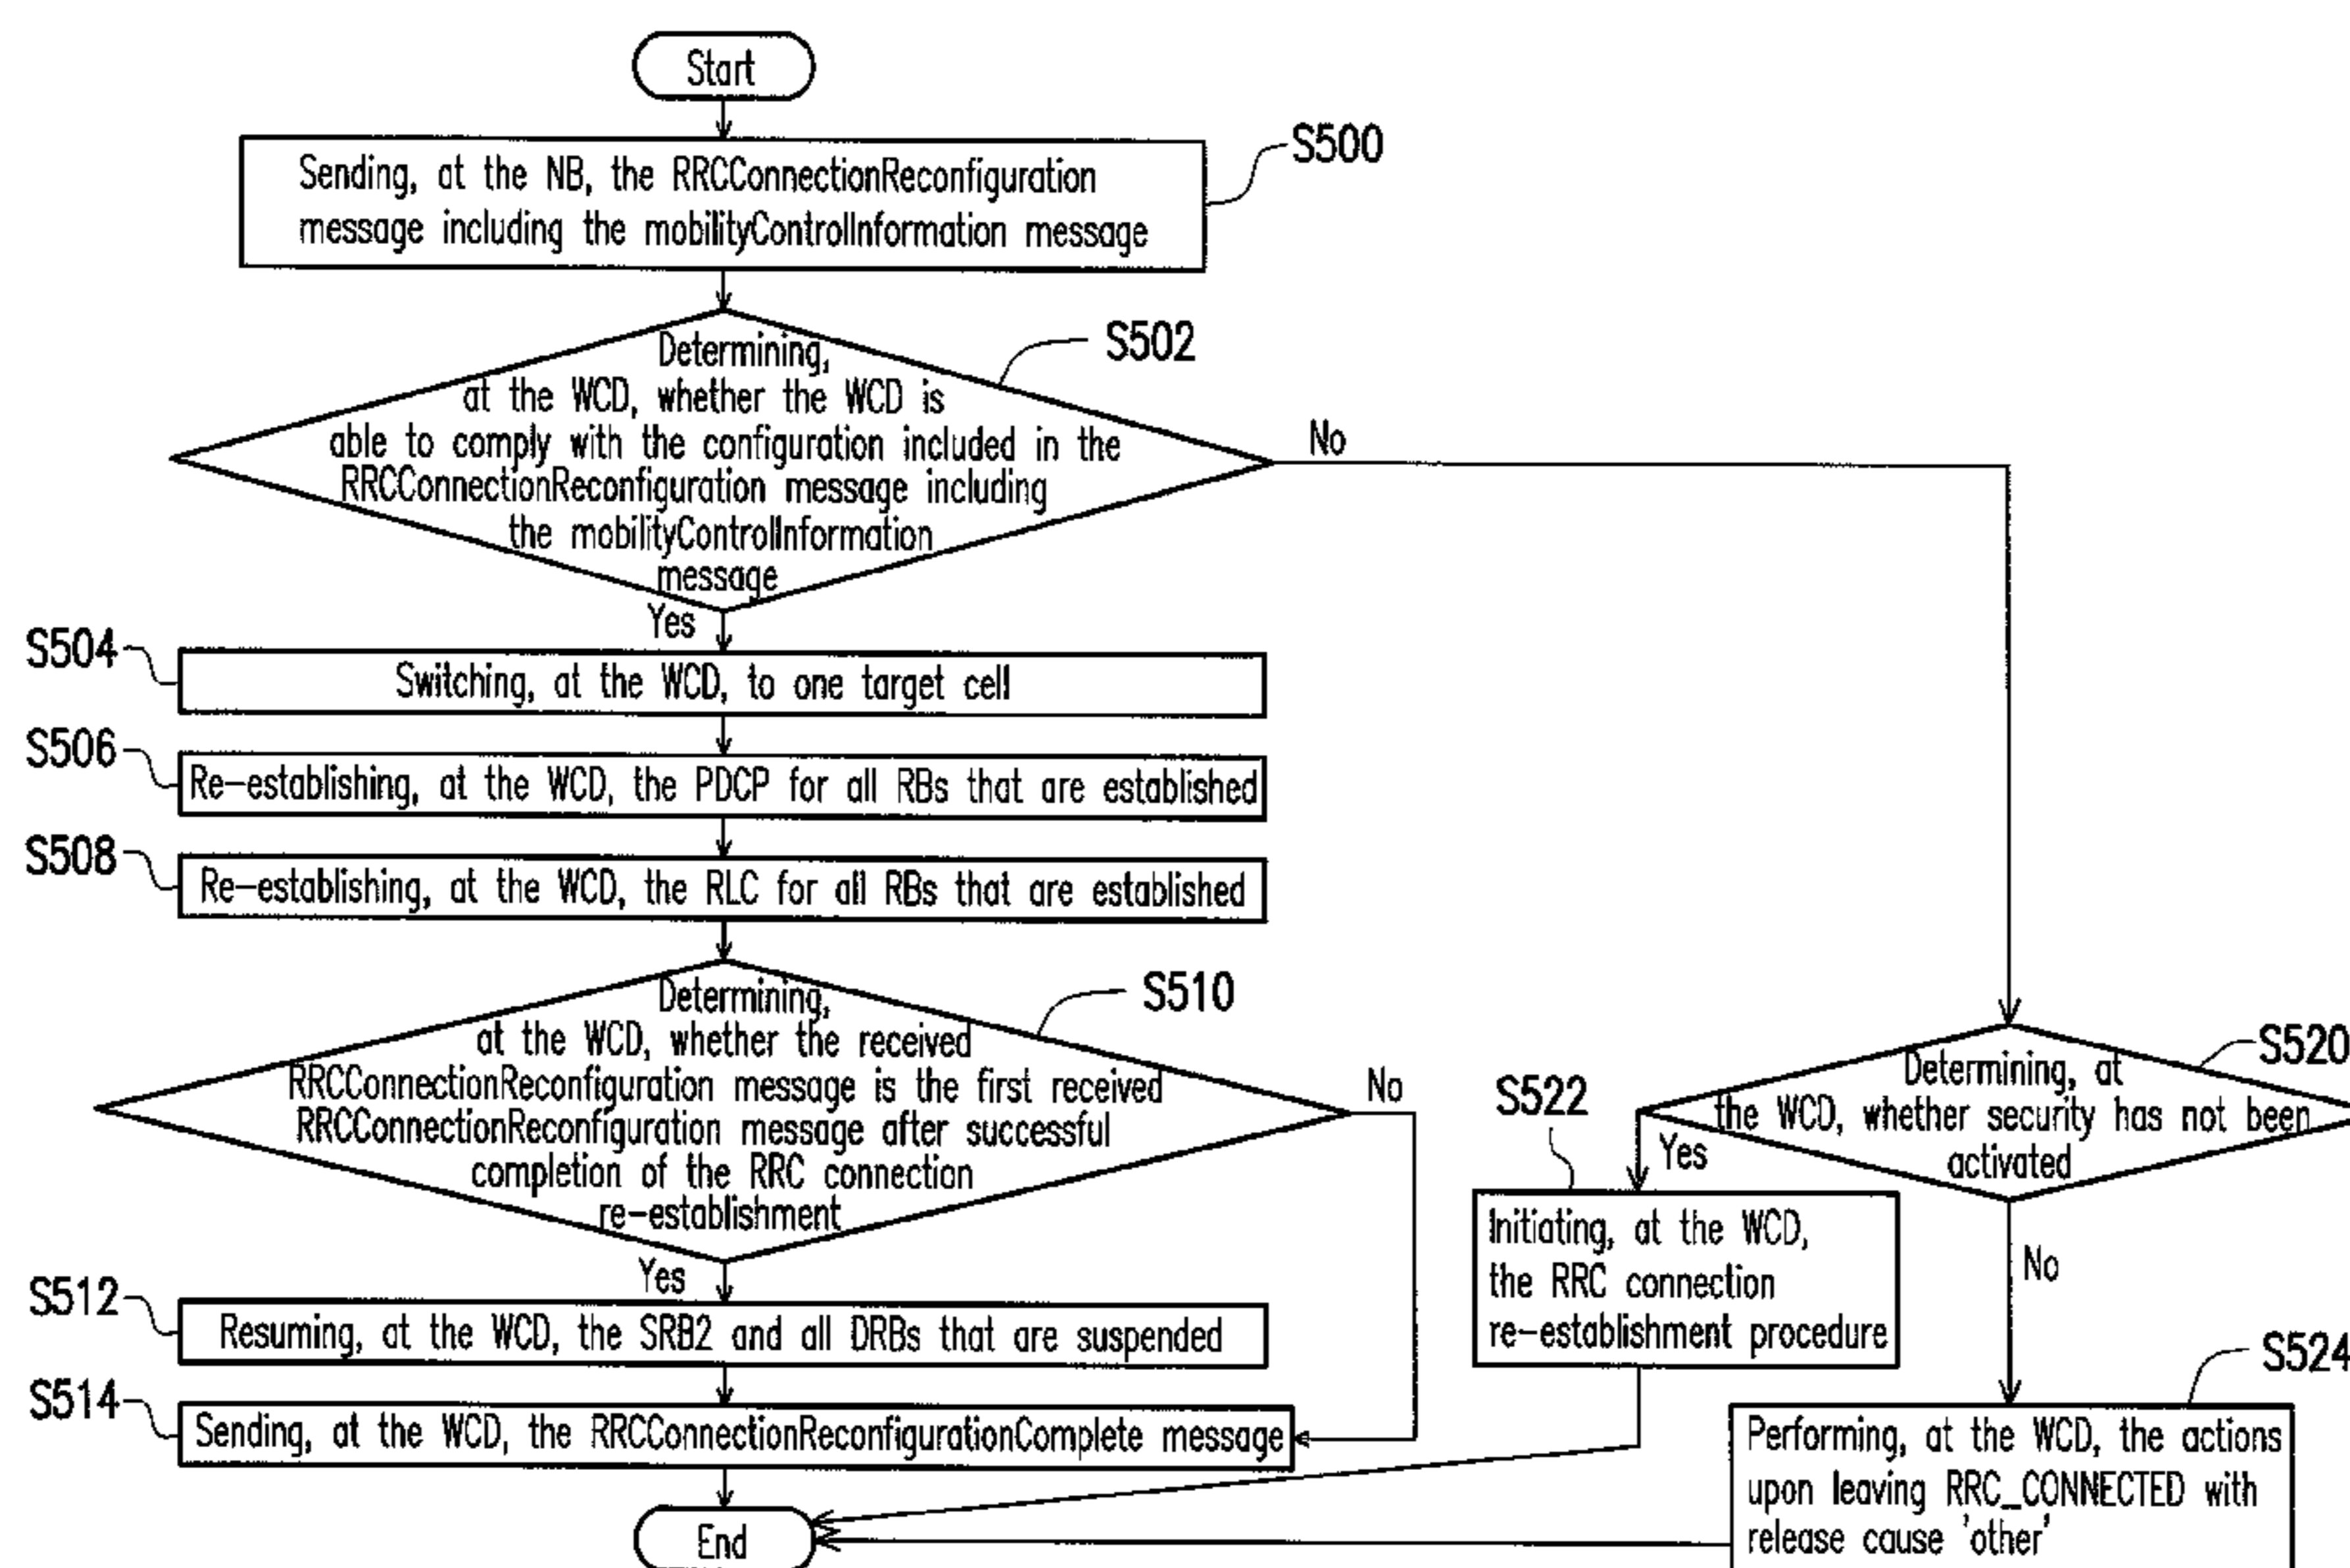 Start
S500
Sending, at the NB, the RRCConnectionReconfiguration
message including the mobilityControlInformation message
S502
Determining,
at the WCD, whether the WCD is
able to comply with the configuration included in the
RRCConnectionReconfiguration message including
the mobilityControlInformation
message
No
Yes
S504
Switching, at the WCD, to one target cell
S506
Re-establishing, at the WCD, the PDCP for all RBs that are established
S508
Re-establishing, at the WCD, the RLC for all RBs that are established
S510
Determining,
at the WCD, whether the received
RRCConnectionReconfiguration message is the first received
RRCConnectionReconfiguration message after successful
completion of the RRC connection
re-establishment
No
Yes
S512
Resuming, at the WCD, the SRB2 and all DRBs that are suspended
S514
Sending, at the WCD, the RRCConnectionReconfigurationComplete message
End
S520
Determining, at
the WCD, whether security has not been
activated
Yes
No
S522
Initiating, at the WCD,
the RRC connection
re-establishment procedure
S524
Performing, at the WCD, the actions
upon leaving RRC_CONNECTED with
release cause 'other'